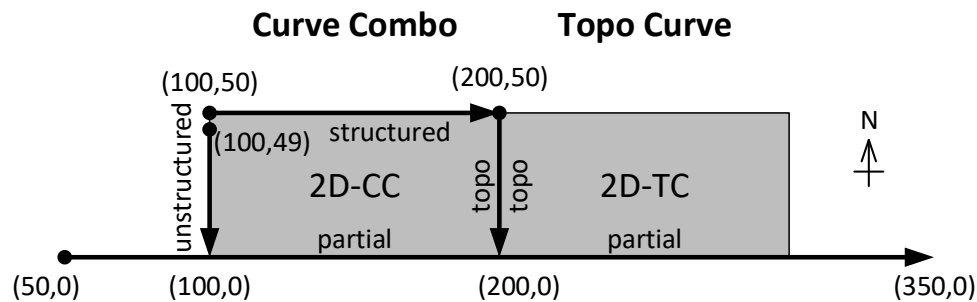 Curve Combo
Topo Curve
(100,50)
(200,50)
N
unstructured
(100,49)
structured
topo
topo
2D-CC
2D-TC
partial
partial
(50,0)
(100,0)
(200,0)
(350,0)